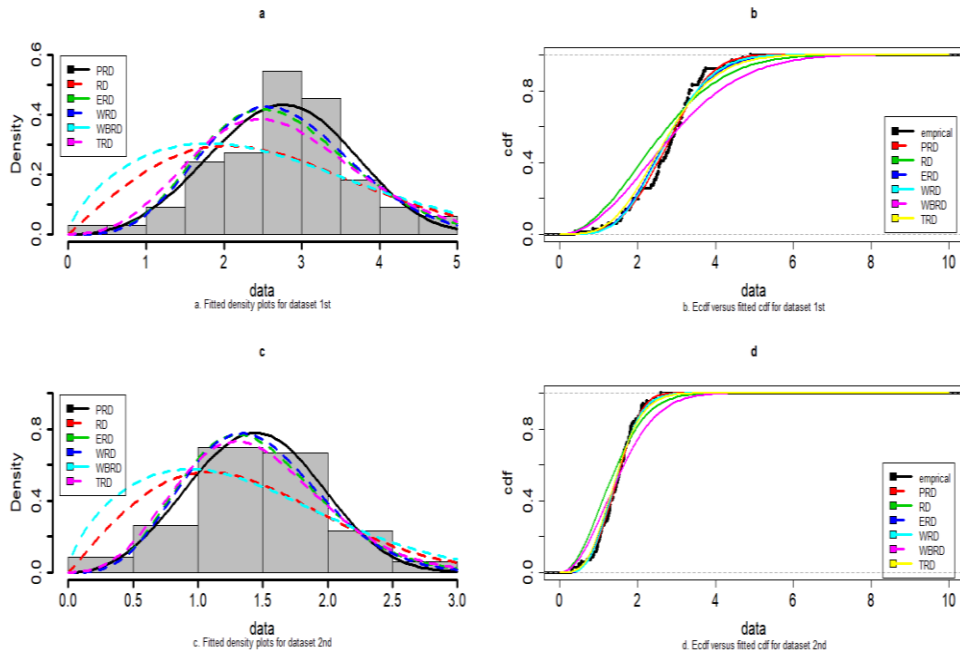 a
0.6
0.4
0.2
0.0
Density
PRD
RD
ERD
WRD
WBRD
TRD
0 1 2 3 4 5
data
a. Fitted density plots for dataset 1st
b
0.8
0.4
0.0
cdf
emprical
PRD
RD
ERD
WRD
WBRD
TRD
0 2 4 6 8 10
data
b. Ecdf versus fitted cdf for dataset 1st
c
0.8
0.4
0.0
Density
PRD
RD
ERD
WRD
WBRD
TRD
0.0 0.5 1.0 1.5 2.0 2.5 3.0
data
c. Fitted density plots for dataset 2nd
d
0.8
0.4
0.0
cdf
emprical
PRD
RD
ERD
WRD
WBRD
TRD
0 2 4 6 8 10
data
d. Ecdf versus fitted cdf for dataset 2nd